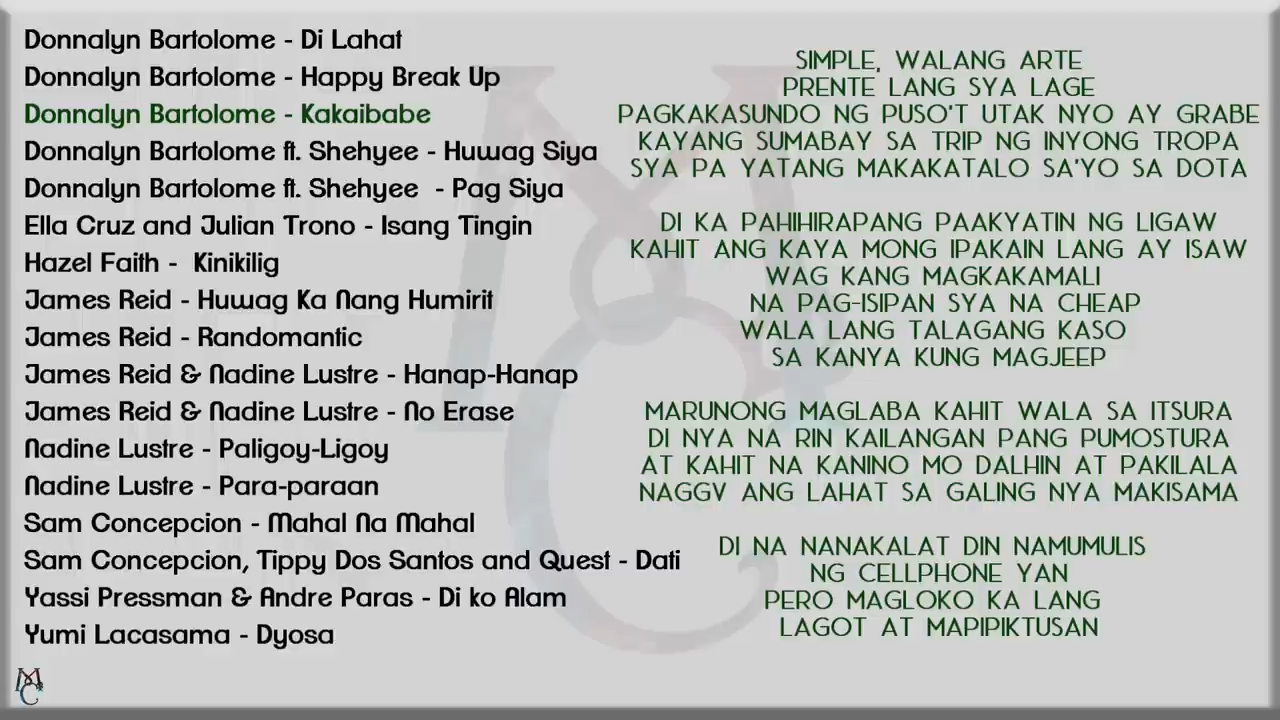 Donnalyn Bartolome - Di Lahat
Donnalyn Bartolome - Happy Break Up
Donnalyn Bartolome - Kakaibabe
Donnalyn Bartolome ft. Shehyee - Huwag Siya
Donnalyn Bartolome ft. Shehyee - Pag Siya
Ella Cruz and Julian Trono - Isang Tingin
Hazel Faith - Kinikilig
James Reid - Huwag Ka Nang Humirit
James Reid - Randomantic
James Reid & Nadine Lustre - Hanap-Hanap
James Reid & Nadine Lustre - No Erase
Nadine Lustre - Paligoy-Ligoy
Nadine Lustre - Para-paraan
Sam Concepcion - Mahal Na Mahal
Sam Concepcion, Tippy Dos Santos and Quest - Dati
Yassi Pressman & Andre Paras - Di ko Alam
Yumi Lacasama - Dyosa
MC
SIMPLE, WALANG ARTE
PRENTE LANG SYA LAGE
PAGKAKASUNDO NG PUSO'T UTAK NYO AY GRABE
KAYANG SUMABAY SA TRIP NG INYONG TROPA
SYA PA YATANG MAKAKATALO SA'YO SA DOTA
DI KA PAHIHIRAPANG PAAKYATIN NG LIGAW
KAHIT ANG KAYA MONG IPAKAIN LANG AY ISAW
WAG KANG MAGKAKAMALI
NA PAG-ISIPAN SYA NA CHEAP
WALA LANG TALAGANG KASO
SA KANYA KUNG MAGJEEP
MARUNONG MAGLABA KAHIT WALA SA ITSURA
DI NYA NA RIN KAILANGAN PANG PUMOSTURA
AT KAHIT NA KANINO MO DALHIN AT PAKILALA
NAGGV ANG LAHAT SA GALING NYA MAKISAMA
DI NA NANAKALAT DIN NAMUMULIS
NG CELLPHONE YAN
PERO MAGLOKO KA LANG
LAGOT AT MAPIPIKTUSAN